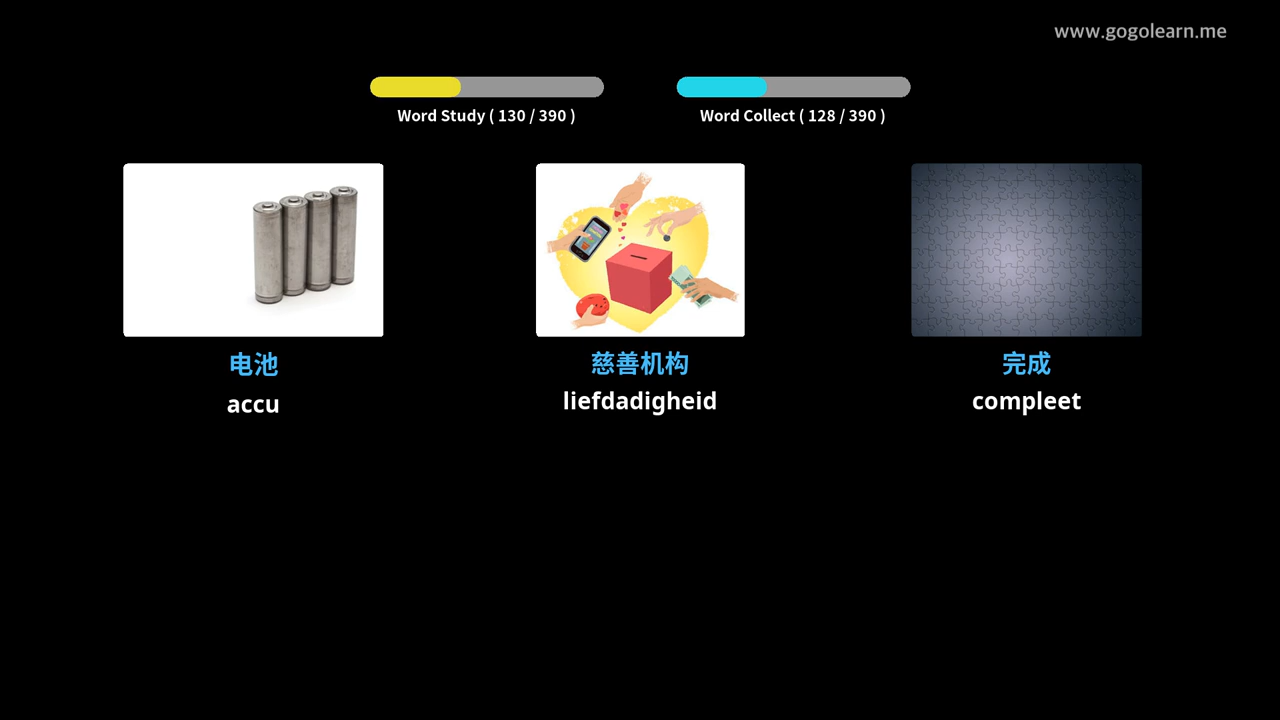 www.gogolearn.me
Word Study ( 130 / 390 )
Word Collect ( 128 / 390 )
电池
accu
慈善机构
liefdadigheid
完成
compleet